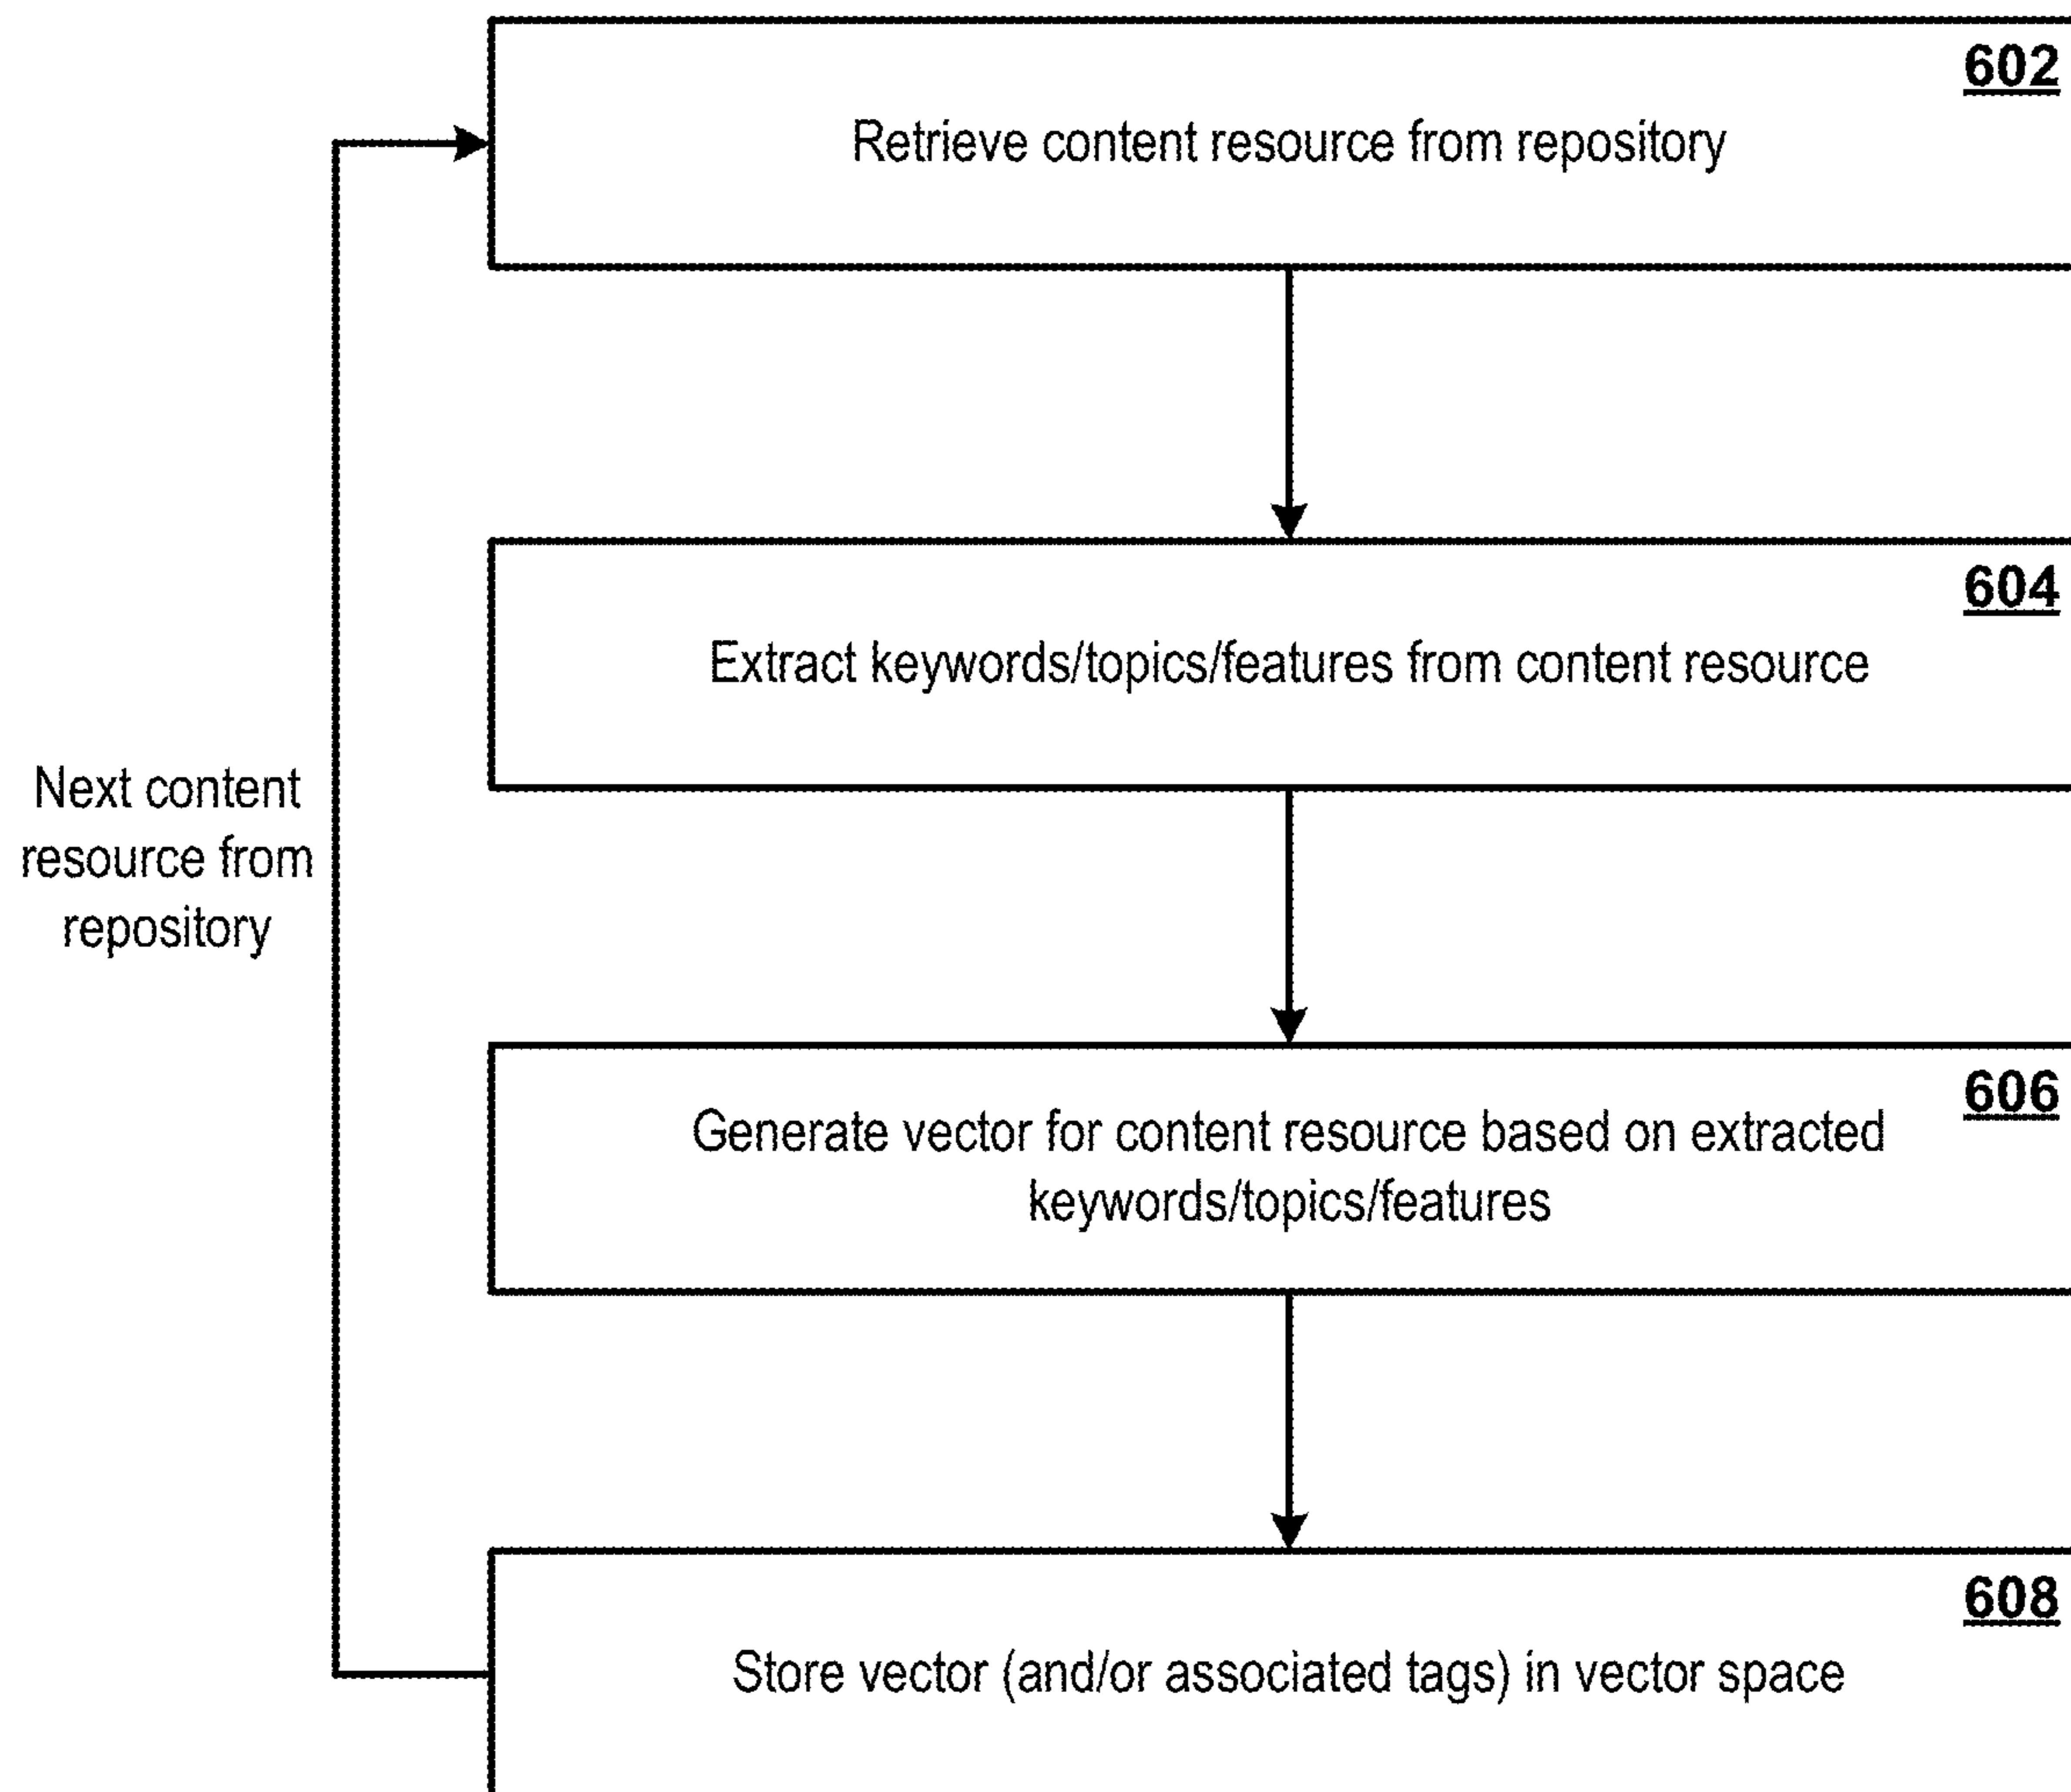 602
Retrieve content resource from repository
604
Extract keywords/topics/features from content resource
Next content
resource from
repository
606
Generate vector for content resource based on extracted
keywords/topics/features
608
Store vector (and/or associated tags) in vector space